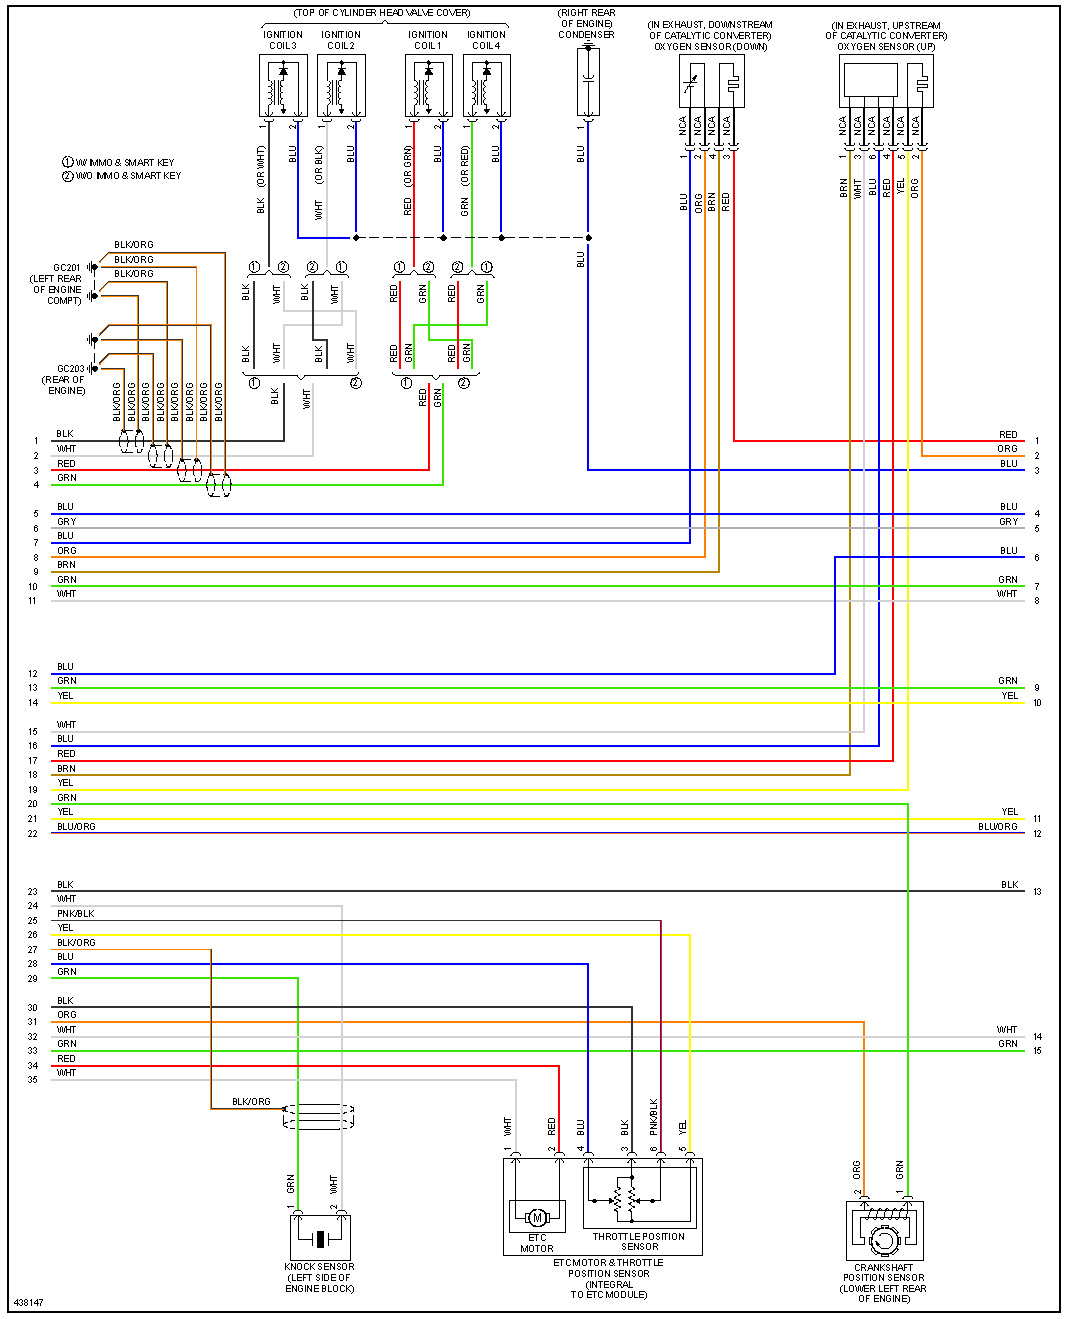 (TOP OF CYLINDER HEAD VALVE COVER)
IGNITION
COIL 3
IGNITION
COIL 2
IGNITION
COIL 1
IGNITION
COIL 4
(RIGHT REAR
OF ENGINE)
CONDENSER
(IN EXHAUST, DOWNSTREAM
OF CATALYTIC CONVERTER)
OXYGEN SENSOR (DOWN)
(IN EXHAUST, UPSTREAM
OF CATALYTIC CONVERTER)
OXYGEN SENSOR (UP)
1 2 1 2 1 2 1 2 1
NCA NCA NCA NCA
NCA NCA NCA NCA NCA NCA
1 2 4 3
1 3 6 4 5 2
BLK (OR WHT)
BLU
WHT (OR BLK)
BLU
RED (OR GRN)
BLU
GRN (OR RED)
BLU
BLU
BLU
ORG
BRN
RED
BRN
WHT
BLU
RED
YEL
ORG
① W/ IMMO & SMART KEY
② W/O IMMO & SMART KEY
BLU
BLK/ORG
BLK/ORG
BLK/ORG
GC201
(LEFT REAR
OF ENGINE
COMPT)
GC203
(REAR OF
ENGINE)
① ② ② ① ① ② ② ①
BLK WHT BLK WHT RED GRN RED GRN
BLK WHT BLK WHT RED GRN RED GRN
① ② ① ②
BLK WHT RED GRN
BLK/ORG BLK/ORG BLK/ORG BLK/ORG BLK/ORG BLK/ORG BLK/ORG BLK/ORG
1 BLK
2 WHT
3 RED
4 GRN
5 BLU
6 GRY
7 BLU
8 ORG
9 BRN
10 GRN
11 WHT
12 BLU
13 GRN
14 YEL
15 WHT
16 BLU
17 RED
18 BRN
19 YEL
20 GRN
21 YEL
22 BLU/ORG
23 BLK
24 WHT
25 PNK/BLK
26 YEL
27 BLK/ORG
28 BLU
29 GRN
30 BLK
31 ORG
32 WHT
33 GRN
34 RED
35 WHT
RED 1
ORG 2
BLU 3
BLU 4
GRY 5
BLU 6
GRN 7
WHT 8
GRN 9
YEL 10
YEL 11
BLU/ORG 12
BLK 13
WHT 14
GRN 15
BLK/ORG
GRN
WHT
1 2
KNOCK SENSOR
(LEFT SIDE OF
ENGINE BLOCK)
WHT
RED
BLU
BLK
PNK/BLK
YEL
1 2 4 3 6 5
M
ETC
MOTOR
THROTTLE POSITION
SENSOR
ETC MOTOR & THROTTLE
POSITION SENSOR
(INTEGRAL
TO ETC MODULE)
ORG
GRN
2 1
CRANKSHAFT
POSITION SENSOR
(LOWER LEFT REAR
OF ENGINE)
438147